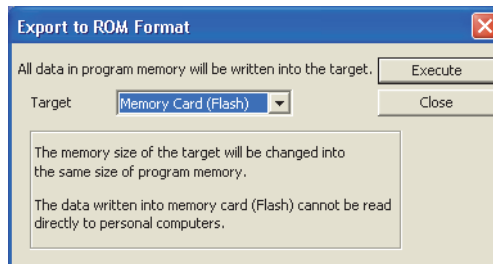 Export to ROM Format
All data in program memory will be written into the target.
Execute
Target
Memory Card (Flash)
Close
The memory size of the target will be changed into
the same size of program memory.
The data written into memory card (Flash) cannot be read
directly to personal computers.